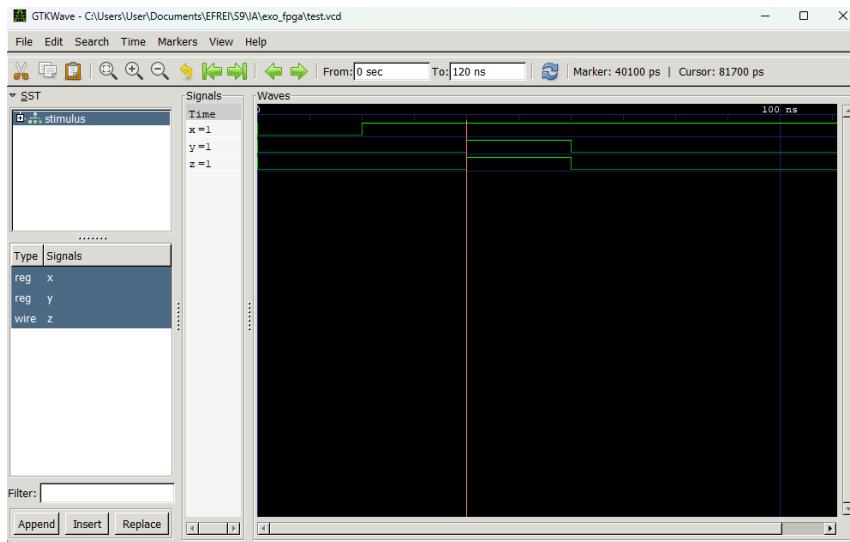 GTKWave - C:\Users\User\Documents\EFREI\S9\IA\exo_fpga\test.vcd
File Edit Search Time Markers View Help
From: 0 sec To: 120 ns Marker: 40100 ps | Cursor: 81700 ps
SST
stimulus
Type Signals
reg x
reg y
wire z
Filter:
Append Insert Replace
Signals
Time
x =1
y =1
z =1
Waves
0 100 ns